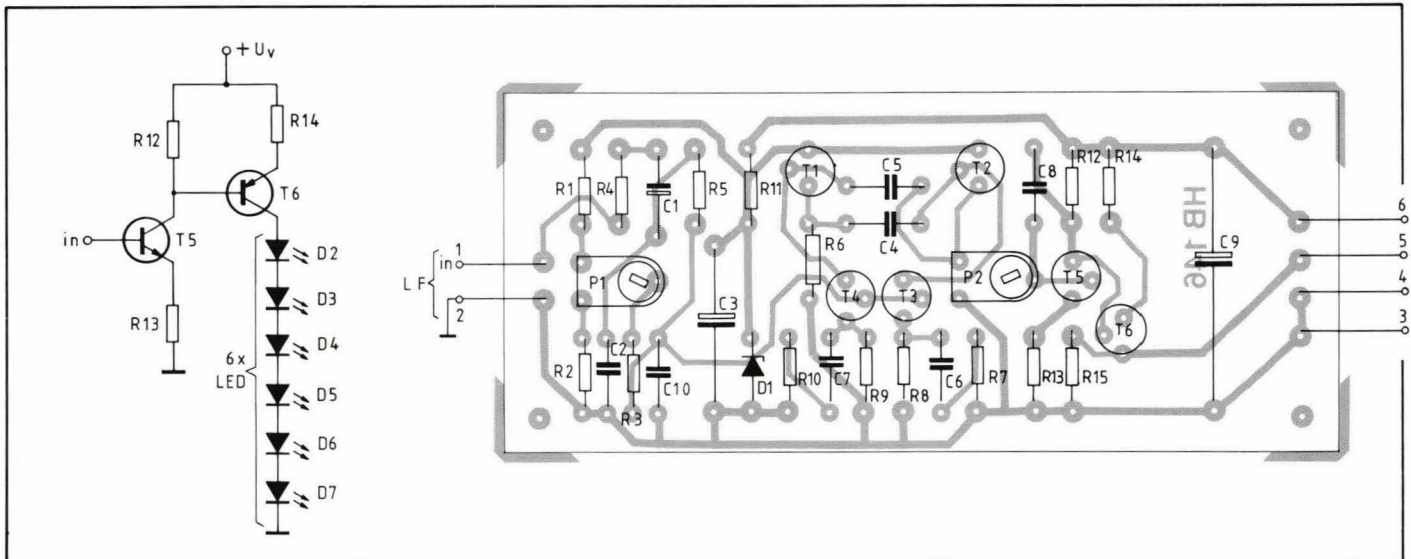 +Uv
R12
R14
T6
in
T5
D2
D3
R13
D4
6x
LED
D5
D6
D7
LF
in
1
2
R1
R4
C1
R5
R11
T1
C5
C4
T2
C8
R12
R14
HB 146
C9
6
5
4
3
P1
C3
R6
T4
T3
P2
T5
T6
R2
C2
R3
C10
D1
R10
C7
R9
R8
C6
R7
R13
R15